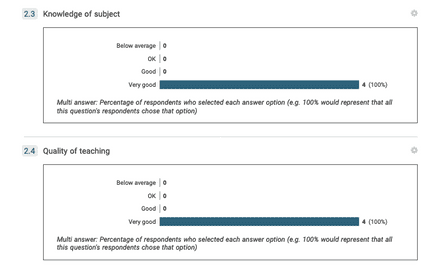 2.3 Knowledge of subject
Below average 0
OK 0
Good 0
Very good 4 (100%)
Multi answer: Percentage of respondents who selected each answer option (e.g. 100% would represent that all
this question's respondents chose that option)
2.4 Quality of teaching
Below average 0
OK 0
Good 0
Very good 4 (100%)
Multi answer: Percentage of respondents who selected each answer option (e.g. 100% would represent that all
this question's respondents chose that option)